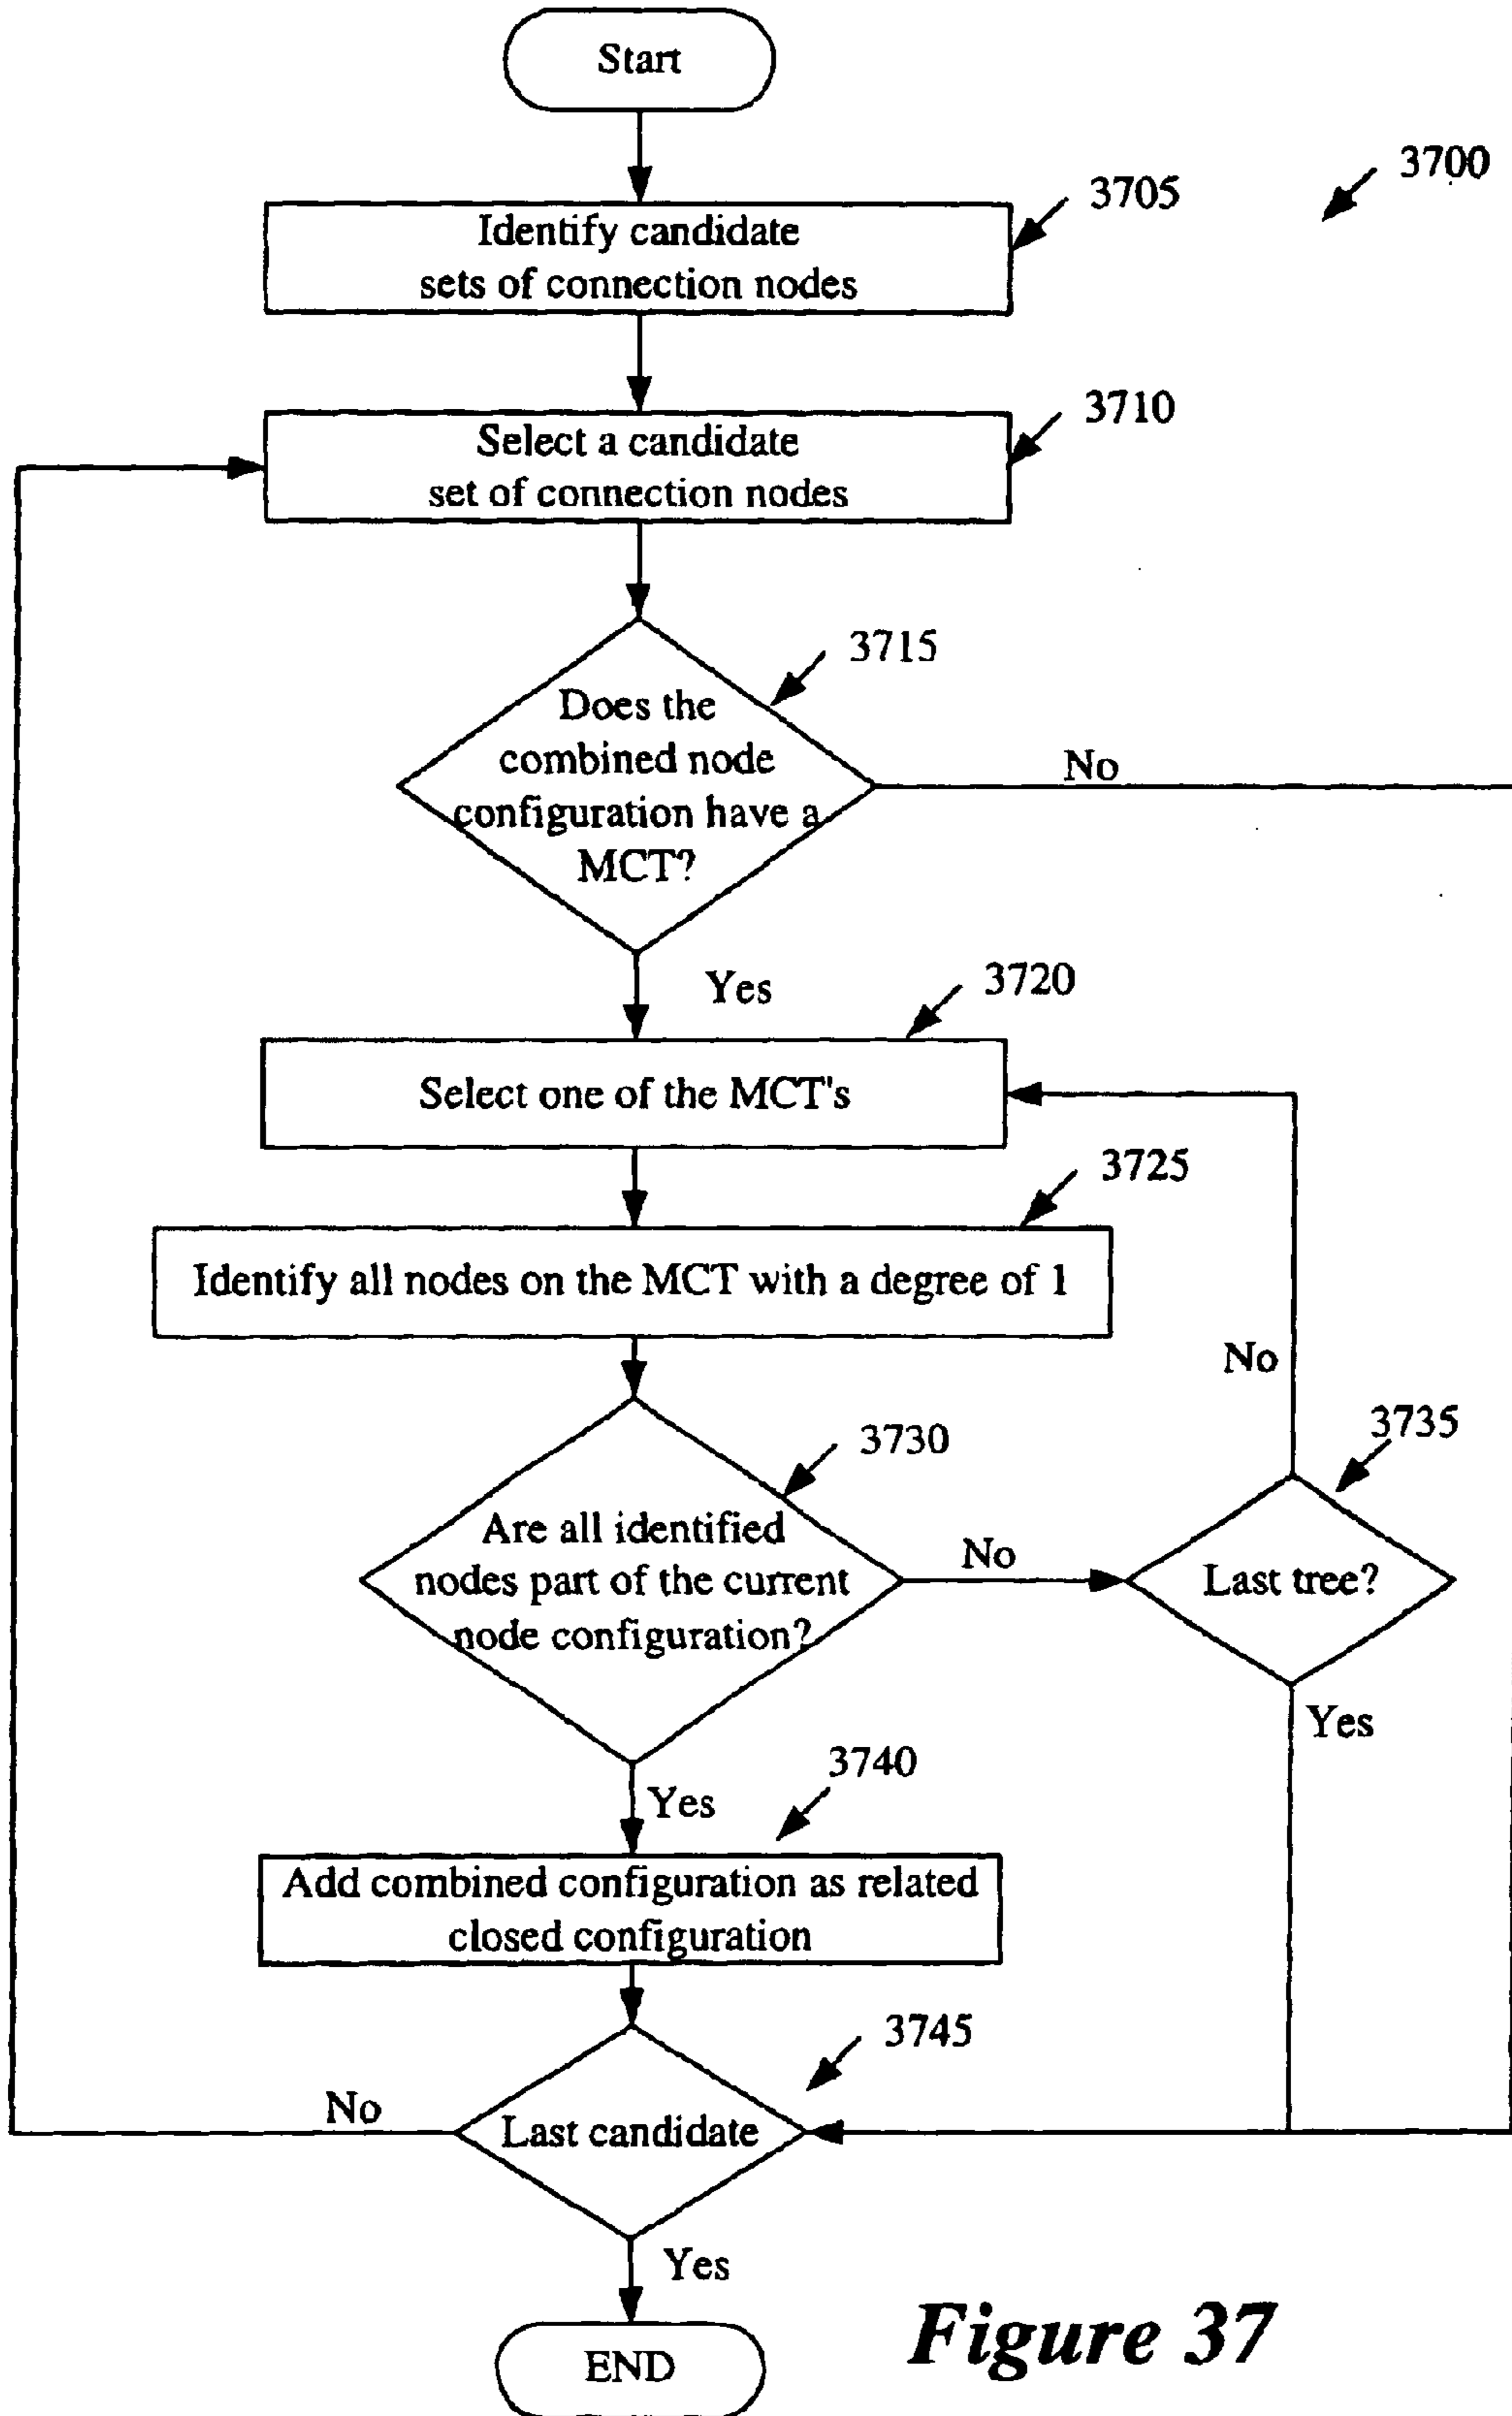 Start
3700
3705
Identify candidate
sets of connection nodes
3710
Select a candidate
set of connection nodes
3715
Does the
combined node
configuration have a
MCT?
No
Yes
3720
Select one of the MCT's
3725
Identify all nodes on the MCT with a degree of 1
No
3735
3730
Are all identified
nodes part of the current
node configuration?
No
Last tree?
Yes
3740
Yes
Add combined configuration as related
closed configuration
3745
No
Last candidate
Yes
END
Figure 37